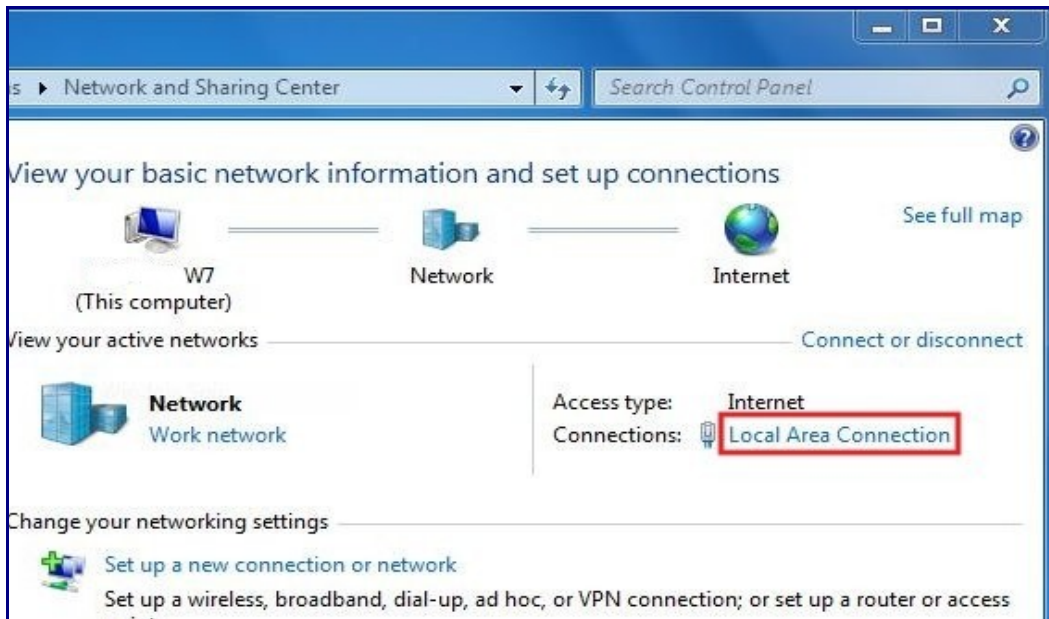 s ▸ Network and Sharing Center
Search Control Panel
View your basic network information and set up connections
See full map
W7
(This computer)
Network
Internet
View your active networks
Connect or disconnect
Network
Work network
Access type: Internet
Connections: Local Area Connection
Change your networking settings
Set up a new connection or network
Set up a wireless, broadband, dial-up, ad hoc, or VPN connection; or set up a router or access